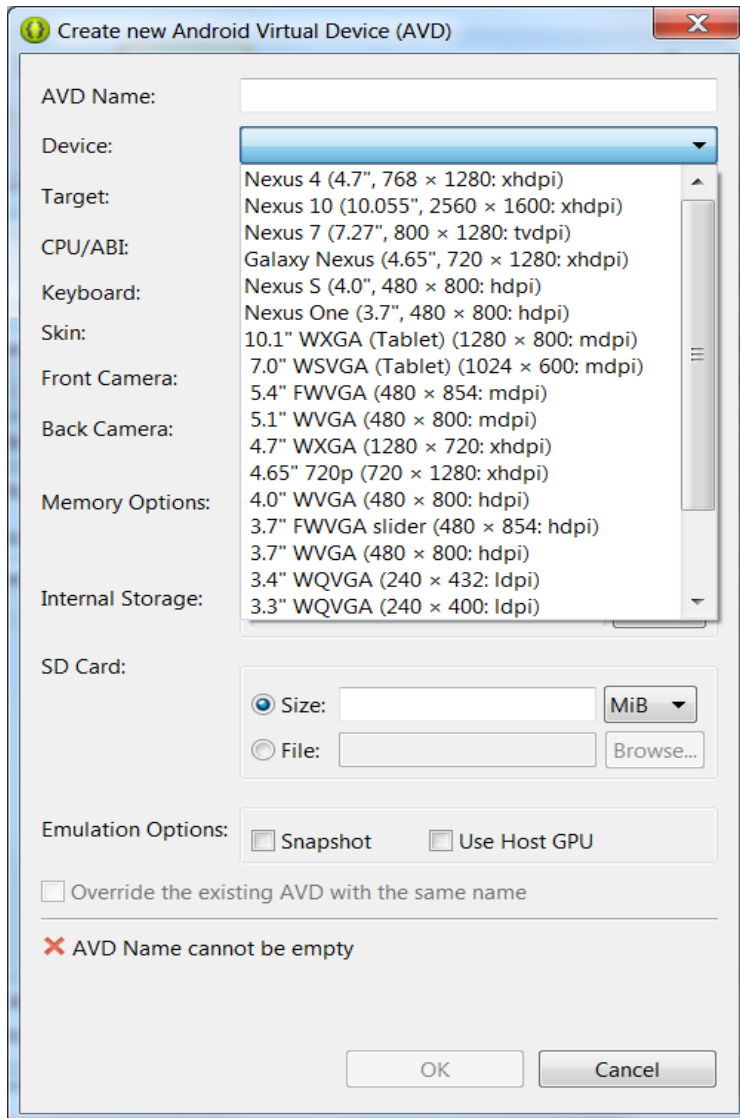 Create new Android Virtual Device (AVD)
AVD Name:
Device:
Nexus 4 (4.7", 768 × 1280: xhdpi)
Nexus 10 (10.055", 2560 × 1600: xhdpi)
Nexus 7 (7.27", 800 × 1280: tvdpi)
Galaxy Nexus (4.65", 720 × 1280: xhdpi)
Nexus S (4.0", 480 × 800: hdpi)
Nexus One (3.7", 480 × 800: hdpi)
10.1" WXGA (Tablet) (1280 × 800: mdpi)
7.0" WSVGA (Tablet) (1024 × 600: mdpi)
5.4" FWVGA (480 × 854: mdpi)
5.1" WVGA (480 × 800: mdpi)
4.7" WXGA (1280 × 720: xhdpi)
4.65" 720p (720 × 1280: xhdpi)
4.0" WVGA (480 × 800: hdpi)
3.7" FWVGA slider (480 × 854: hdpi)
3.7" WVGA (480 × 800: hdpi)
3.4" WQVGA (240 × 432: ldpi)
3.3" WQVGA (240 × 400: ldpi)
Target:
CPU/ABI:
Keyboard:
Skin:
Front Camera:
Back Camera:
Memory Options:
Internal Storage:
SD Card:
Size: MiB
File: Browse...
Emulation Options: Snapshot Use Host GPU
Override the existing AVD with the same name
AVD Name cannot be empty
OK Cancel